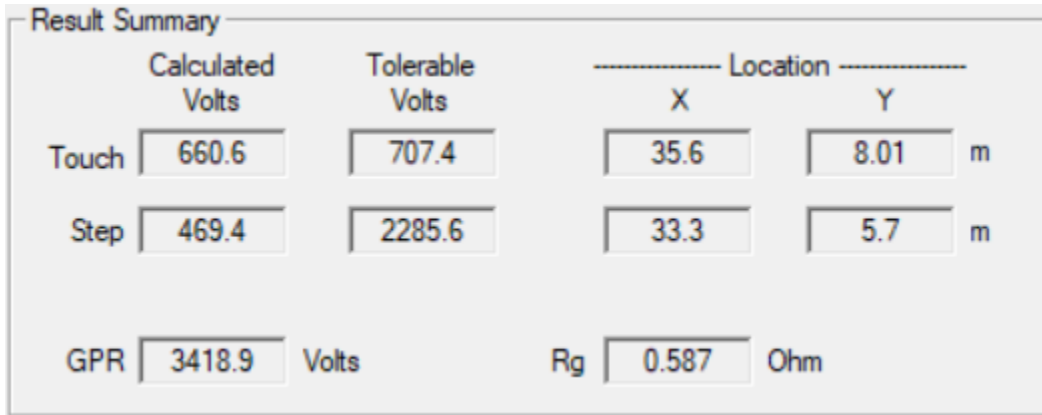 Result Summary
Calculated Tolerable ----------------- Location -----------------
Volts Volts X Y
Touch 660.6 707.4 35.6 8.01 m
Step 469.4 2285.6 33.3 5.7 m
GPR 3418.9 Volts Rg 0.587 Ohm